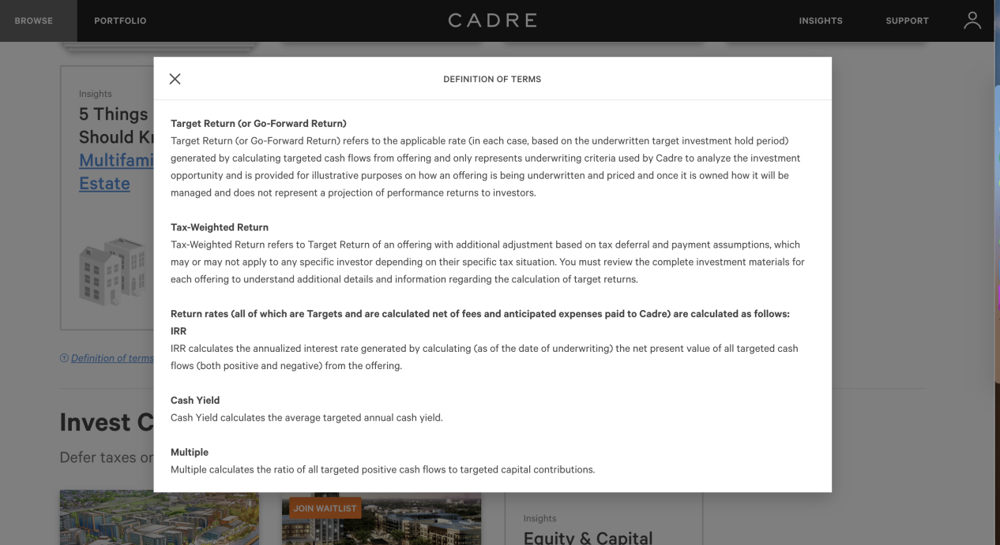 BROWSE
PORTFOLIO
CADRE
INSIGHTS
SUPPORT
Insights
5 Things
Should
Estate
Definition of terms
Invest
Defer taxes
DEFINITION OF TERMS
Target Return (or Go-Forward Return)
Target Return (or Go-Forward Return) refers to the applicable rate (in each case, based on the underwritten target investment hold period)
generated by calculating targeted cash flows from offering and only represents underwriting criteria used by Cadre to analyze the investment
opportunity and is provided for illustrative purposes on how an offering is being underwritten and priced and once it is owned how it will be
managed and does not represent a projection of performance returns to investors.
Tax-Weighted Return
Tax-Weighted Return refers to Target Return of an offering with additional adjustment based on tax deferral and payment assumptions, which
may or may not apply to any specific investor depending on their specific tax situation. You must review the complete investment materials for
each offering to understand additional details and information regarding the calculation of target returns.
Return rates (all of which are Targets and are calculated net of fees and anticipated expenses paid to Cadre) are calculated as follows:
IRR
IRR calculates the annualized interest rate generated by calculating (as of the date of underwriting) the net present value of all targeted cash
flows (both positive and negative) from the offering.
Cash Yield
Cash Yield calculates the average targeted annual cash yield.
Multiple
Multiple calculates the ratio of all targeted positive cash flows to targeted capital contributions.
JOIN WAITLIST
Insights
Equity & Capital